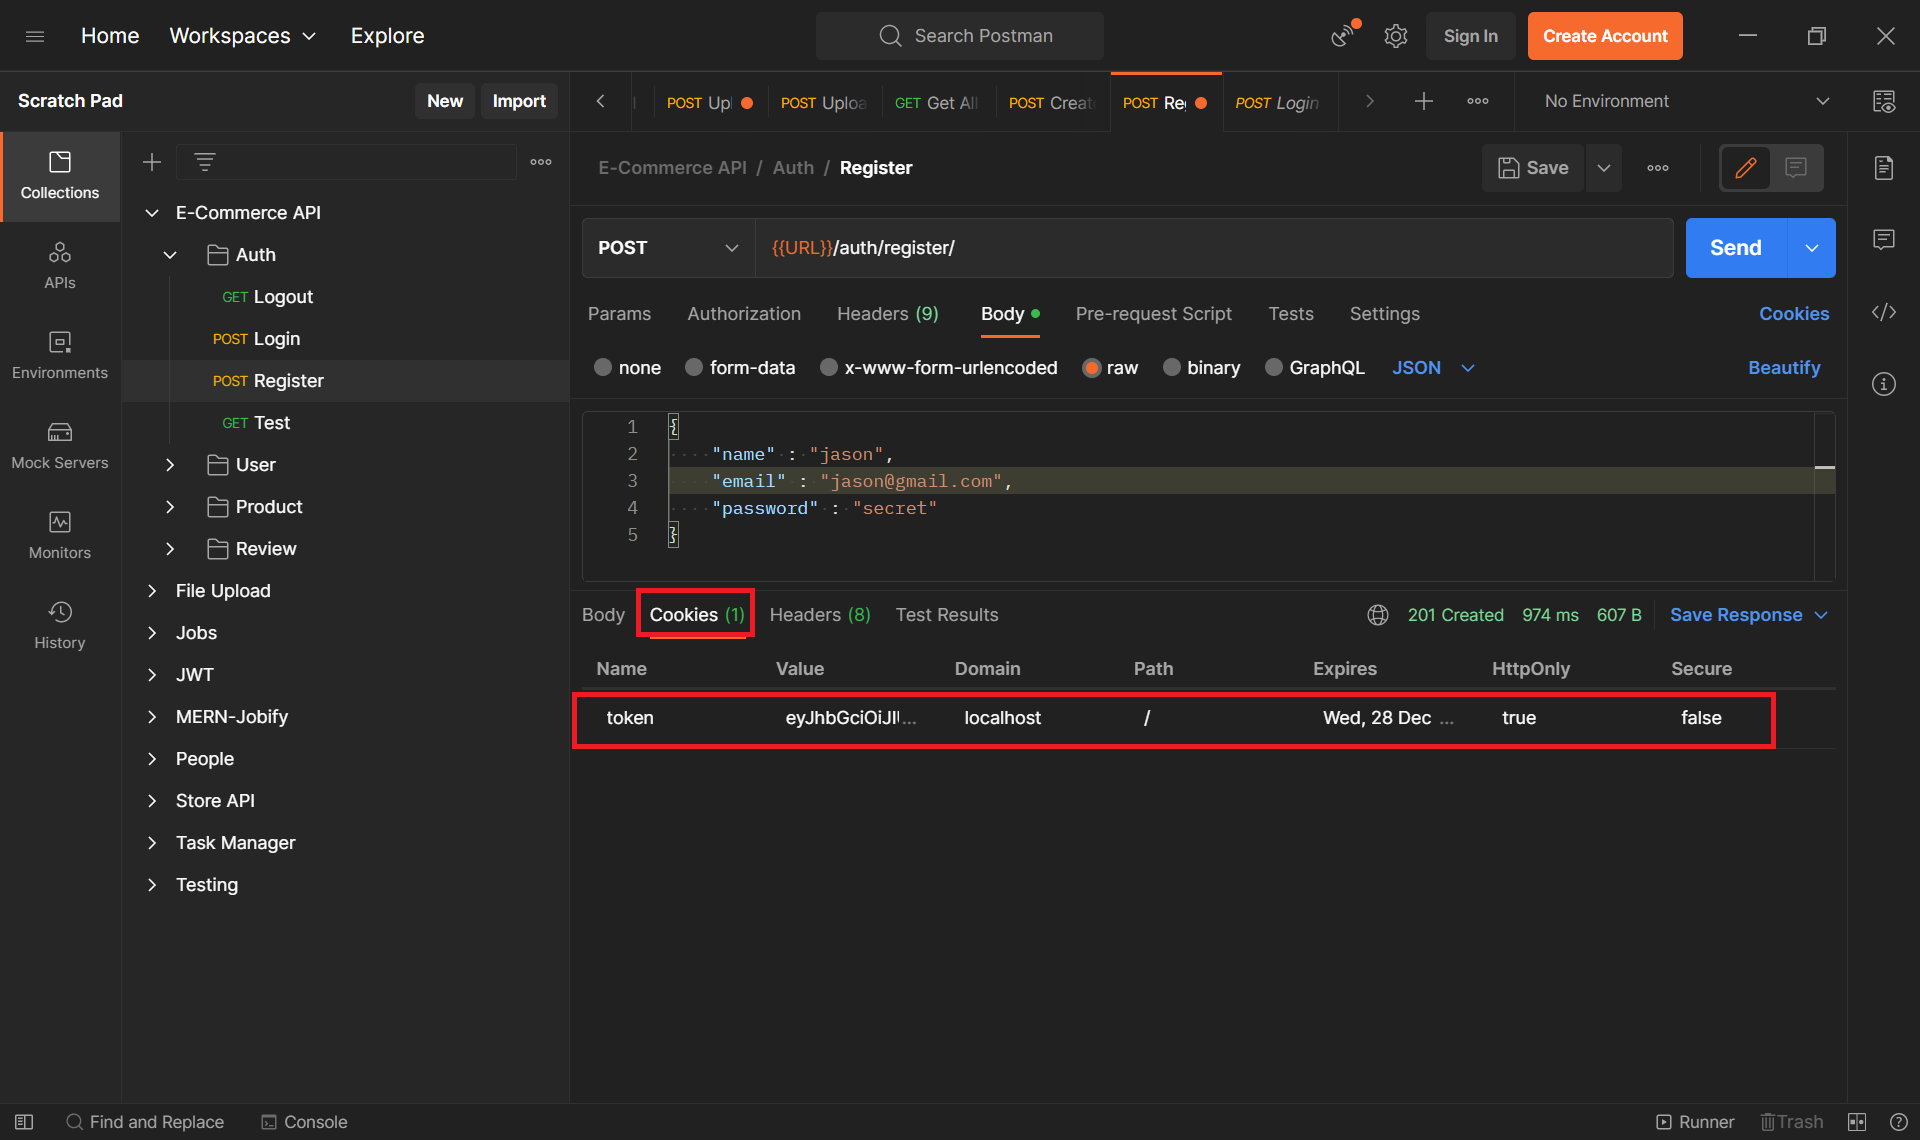 Home Workspaces Explore Search Postman Sign In Create Account
Scratch Pad New Import POST Upl POST Uploa GET Get All POST Creat POST Reg POST Login No Environment
Collections
APIs
Environments
Mock Servers
Monitors
History
E-Commerce API
Auth
GET Logout
POST Login
POST Register
GET Test
User
Product
Review
File Upload
Jobs
JWT
MERN-Jobify
People
Store API
Task Manager
Testing
E-Commerce API / Auth / Register Save
POST {{URL}}/auth/register/ Send
Params Authorization Headers (9) Body Pre-request Script Tests Settings Cookies
none form-data x-www-form-urlencoded raw binary GraphQL JSON Beautify
1 {
2 "name" : "jason",
3 "email" : "jason@gmail.com",
4 "password" : "secret"
5 }
Body Cookies (1) Headers (8) Test Results 201 Created 974 ms 607 B Save Response
Name Value Domain Path Expires HttpOnly Secure
token eyJhbGciOiJIU... localhost / Wed, 28 Dec ... true false
Find and Replace Console Runner Trash